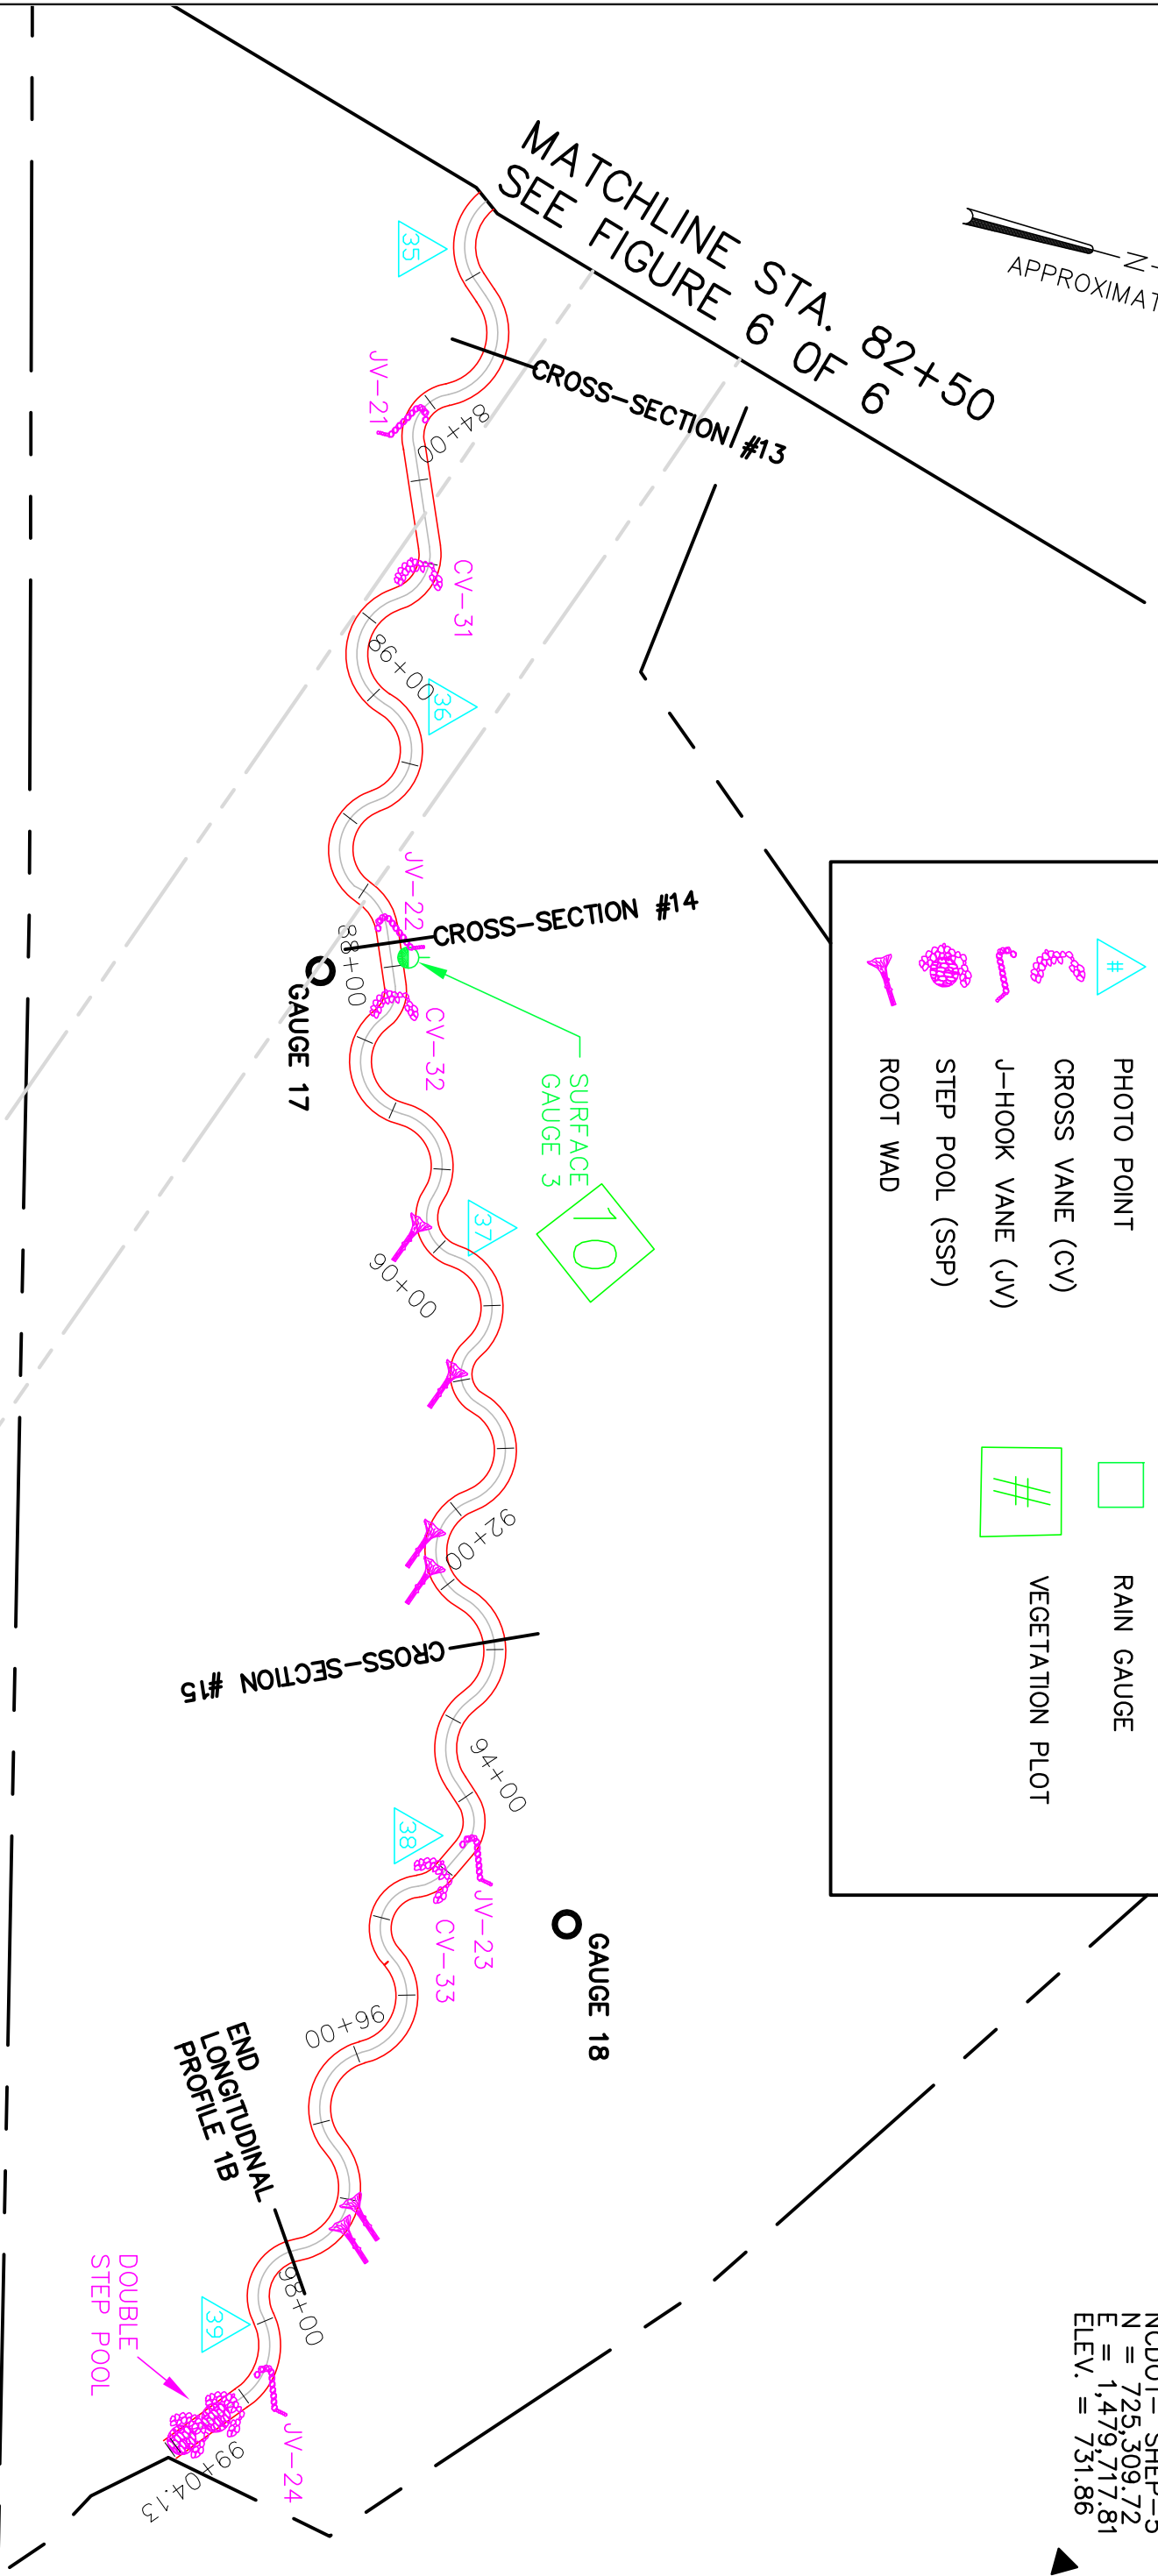 MATCHLINE STA. 82+50
SEE FIGURE 6 OF 6
N
35
CROSS-SECTION #13
JV-21
84+00
CV-31
86+00
36
JV-22
CROSS-SECTION #14
88+00
GAUGE 17
CV-32
SURFACE
GAUGE 3
10
37
90+00
92+00
CROSS-SECTION #15
94+00
38
JV-23
CV-33
GAUGE 18
96+00
END
LONGITUDINAL
PROFILE 1B
98+00
39
DOUBLE
STEP POOL
JV-24
99+04.13
# PHOTO POINT
CROSS VANE (CV)
J-HOOK VANE (JV)
STEP POOL (SSP)
ROOT WAD
RAIN GAUGE
# VEGETATION PLOT
NCDOT- SHEP-5
N = 725,309.72
E = 1,479,717.81
ELEV. = 731.86